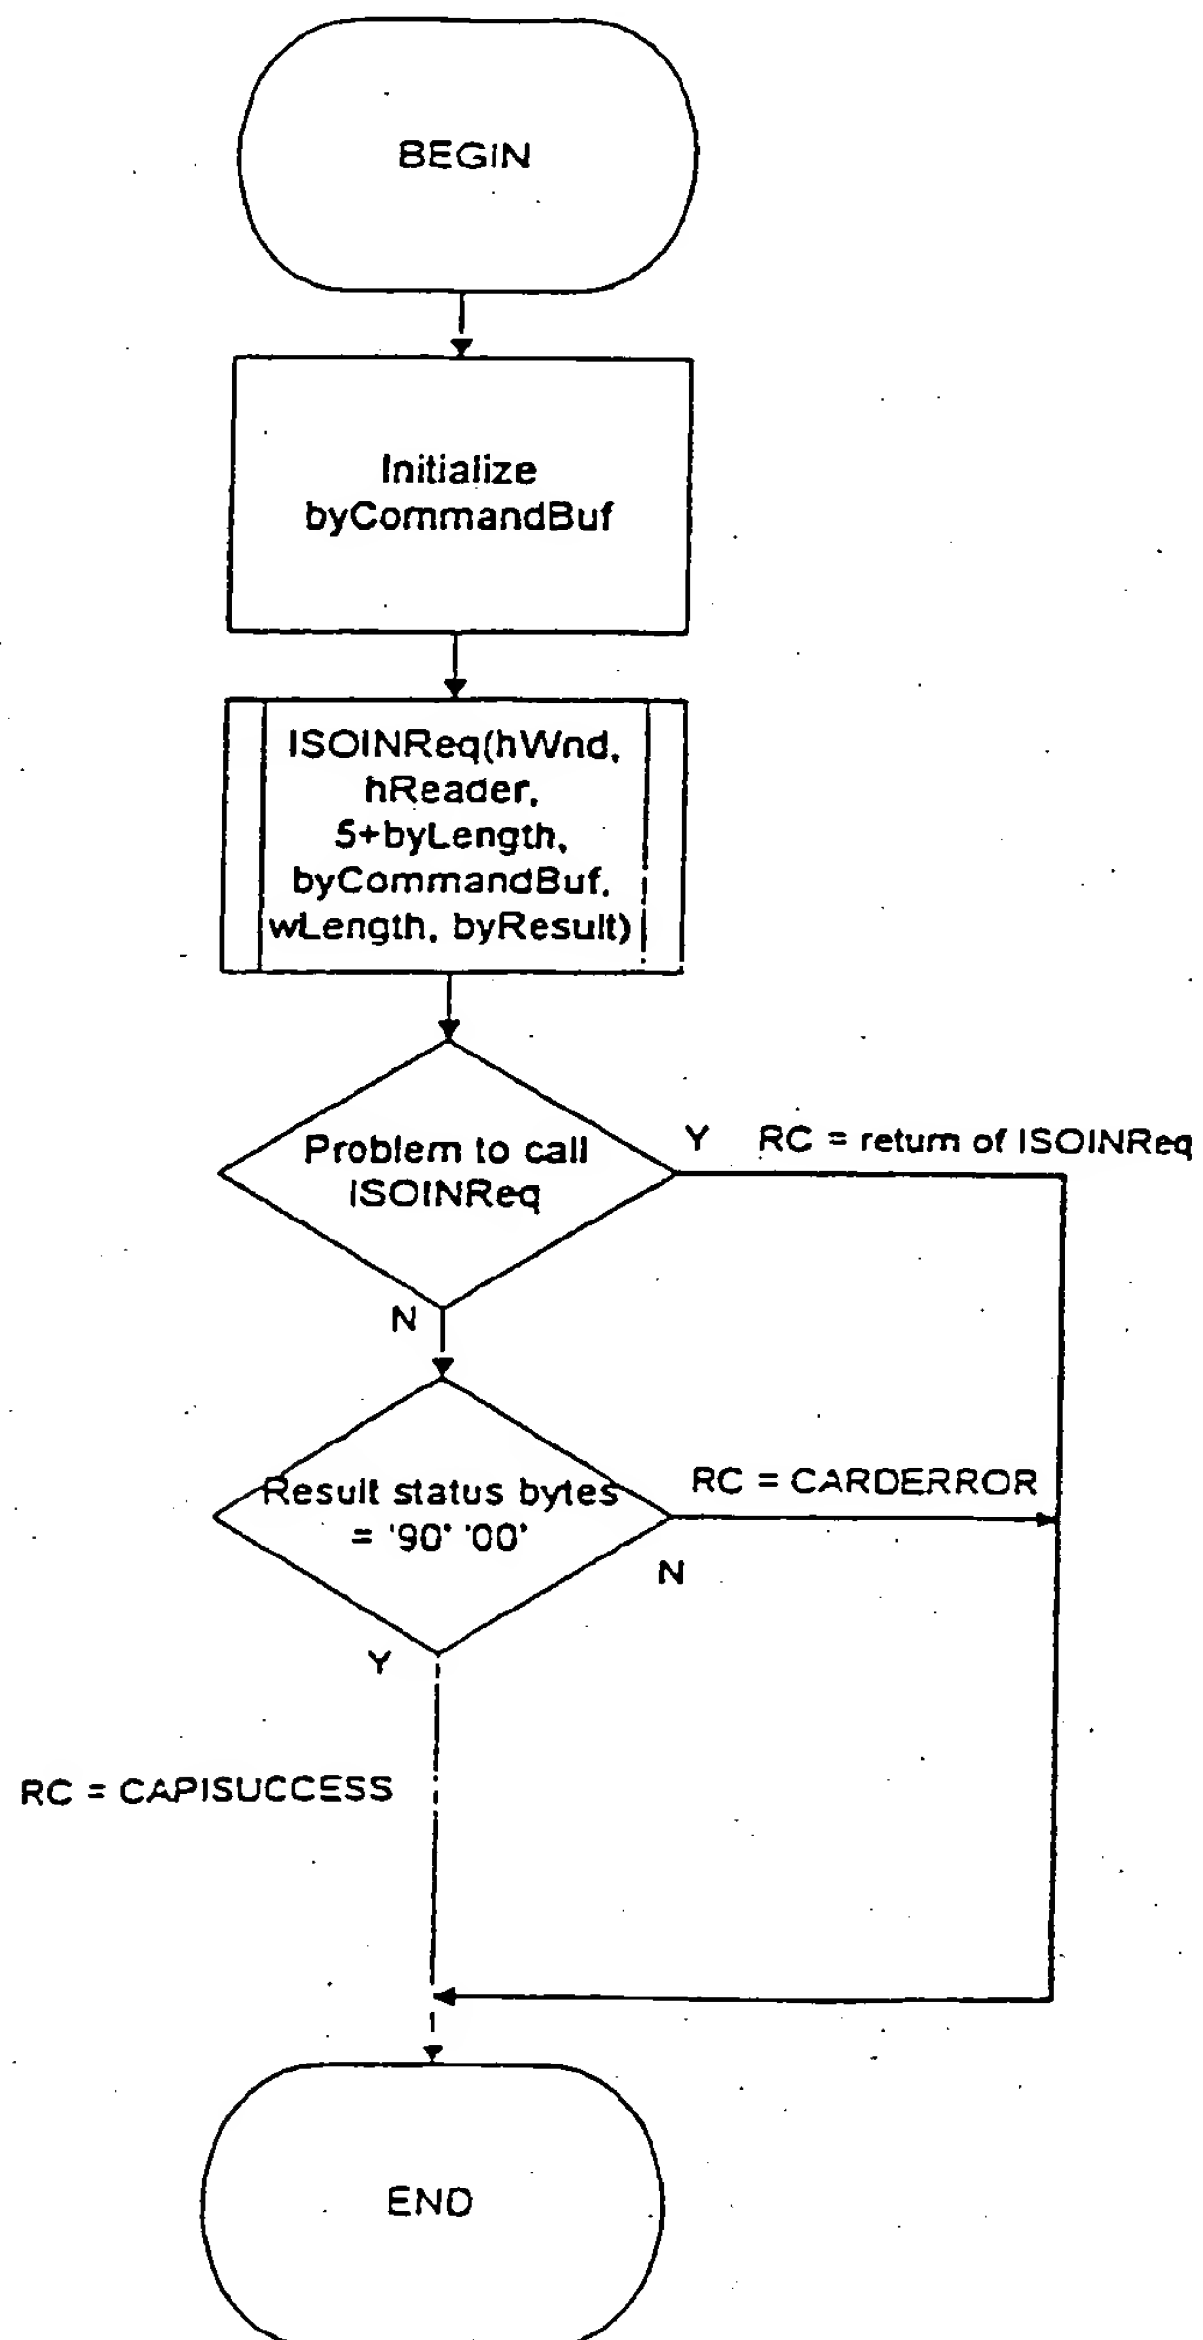 BEGIN
Initialize
byCommandBuf
ISOINReq(hWnd,
hReader,
5+byLength,
byCommandBuf,
wLength, byResult)
Problem to call
ISOINReq
Y RC = return of ISOINReq
N
Result status bytes
= '90' '00'
RC = CARDERROR
N
Y
RC = CAPISUCCESS
END